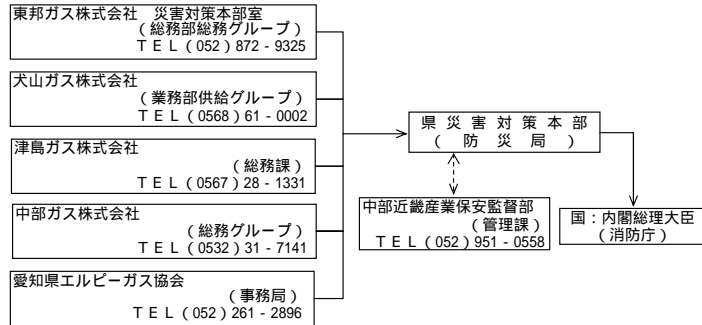 東邦ガス株式会社　災害対策本部室
（総務部総務グループ）
ＴＥＬ（052）872－9325
犬山ガス株式会社
（業務部供給グループ）
ＴＥＬ（0568）61－0002
津島ガス株式会社
（総務課）
ＴＥＬ（0567）28－1331
中部ガス株式会社
（総務グループ）
ＴＥＬ（0532）31－7141
愛知県エルピーガス協会
（事務局）
ＴＥＬ（052）261－2896
県災害対策本部
（防災局）
中部近畿産業保安監督部
（管理課）
ＴＥＬ（052）951－0558
国：内閣総理大臣
（消防庁）